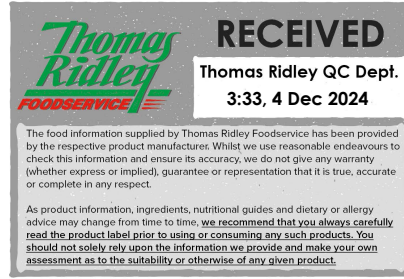 Thomas
Ridley
FOODSERVICE
RECEIVED
Thomas Ridley QC Dept.
3:33, 4 Dec 2024
The food information supplied by Thomas Ridley Foodservice has been provided
by the respective product manufacturer. Whilst we use reasonable endeavours to
check this information and ensure its accuracy, we do not give any warranty
(whether express or implied), guarantee or representation that it is true, accurate
or complete in any respect.
As product information, ingredients, nutritional guides and dietary or allergy
advice may change from time to time, we recommend that you always carefully
read the product label prior to using or consuming any such products. You
should not solely rely upon the information we provide and make your own
assessment as to the suitability or otherwise of any given product.